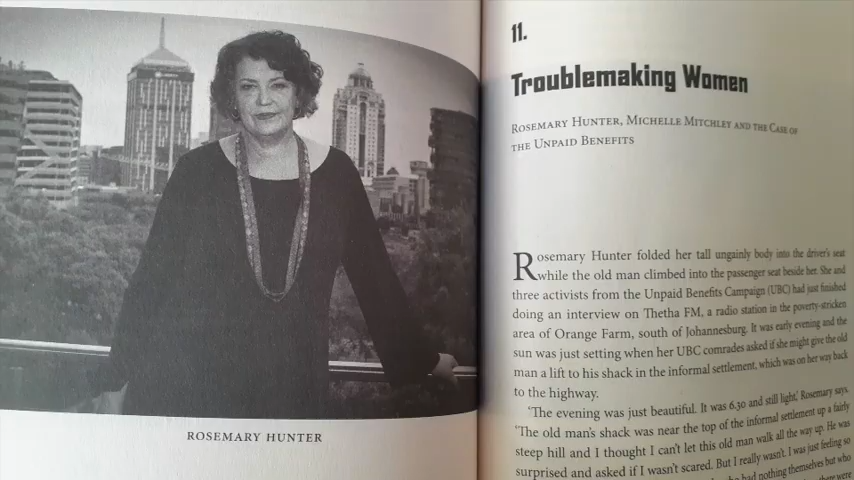 ROSEMARY HUNTER
11.
Troublemaking Women
ROSEMARY HUNTER, MICHELLE MITCHLEY AND THE CASE OF
THE UNPAID BENEFITS
Rosemary Hunter folded her tall ungainly body into the driver's seat
while the old man climbed into the passenger seat beside her. She and
three activists from the Unpaid Benefits Campaign (UBC) had just finished
doing an interview on Thetha FM, a radio station in the poverty-stricken
area of Orange Farm, south of Johannesburg. It was early evening and the
sun was just setting when her UBC comrades asked if she might give the old
man a lift to his shack in the informal settlement, which was on her way back
to the highway.
'The evening was just beautiful. It was 6.30 and still light,' Rosemary says.
'The old man's shack was near the top of the informal settlement up a fairly
steep hill and I thought I can't let this old man walk all the way up. He was
surprised and asked if I wasn't scared. But I really wasn't. I was just feeling so
had nothing themselves but who
there were